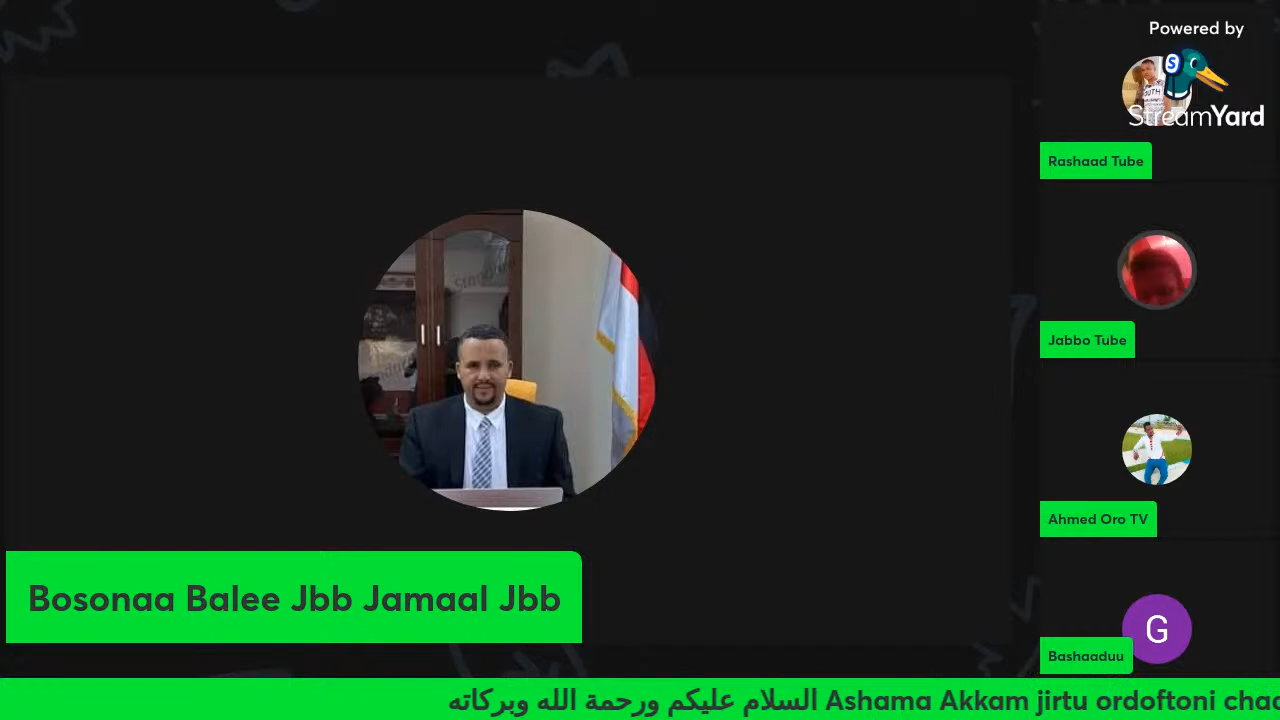 Powered by
S
StreamYard
Rashaad Tube
Jabbo Tube
Ahmed Oro TV
G
Bashaaduu
Bosonaa Balee Jbb Jamaal Jbb
السلام عليكم ورحمة الله وبركاته Ashama Akkam jirtu ordoftoni